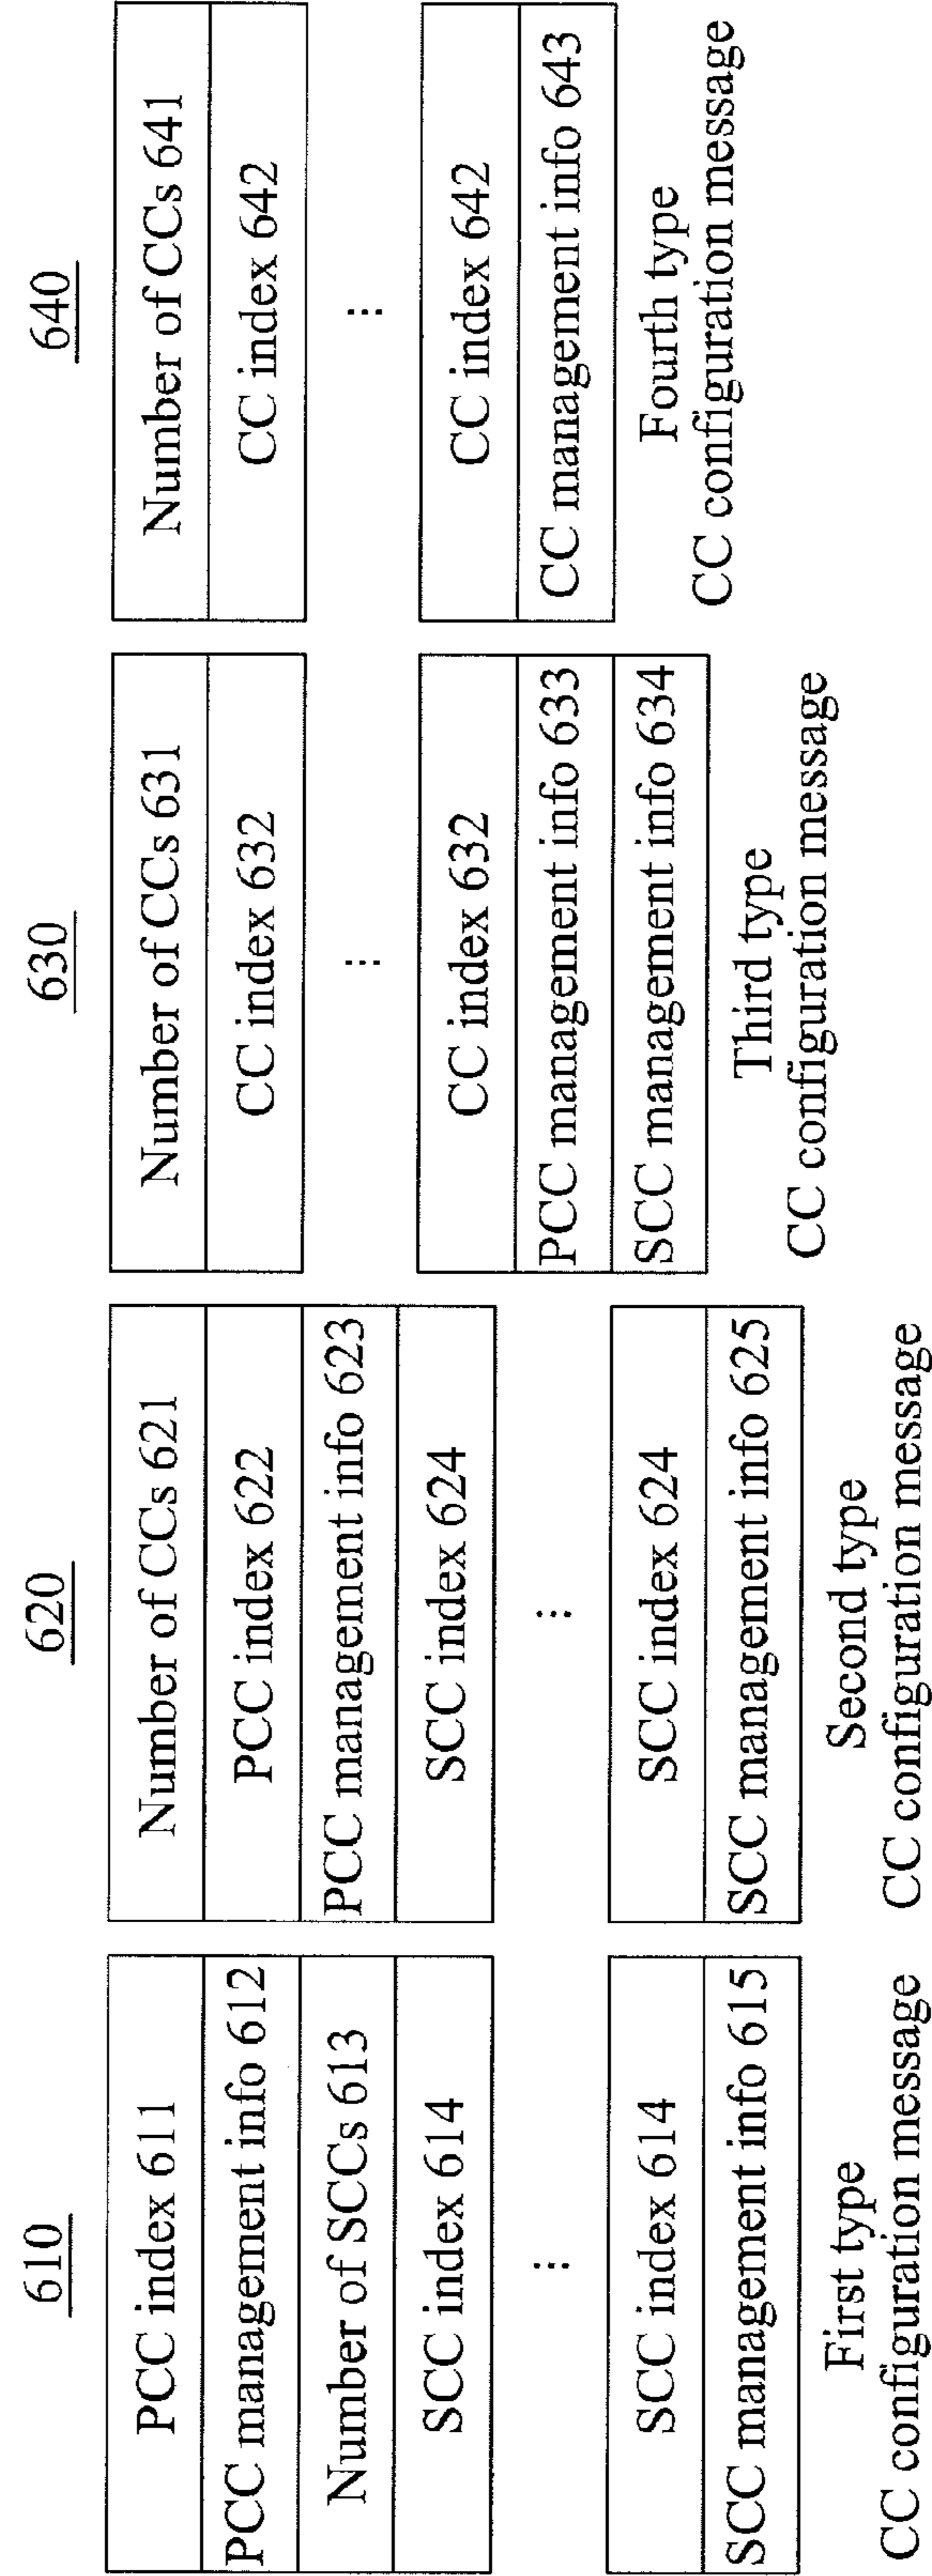 610
PCC index 611
PCC management info 612
Number of SCCs 613
SCC index 614
⋮
SCC index 614
SCC management info 615
First type
CC configuration message
620
Number of CCs 621
PCC index 622
PCC management info 623
SCC index 624
⋮
SCC index 624
SCC management info 625
Second type
CC configuration message
630
Number of CCs 631
CC index 632
⋮
CC index 632
PCC management info 633
SCC management info 634
Third type
CC configuration message
640
Number of CCs 641
CC index 642
⋮
CC index 642
CC management info 643
Fourth type
CC configuration message